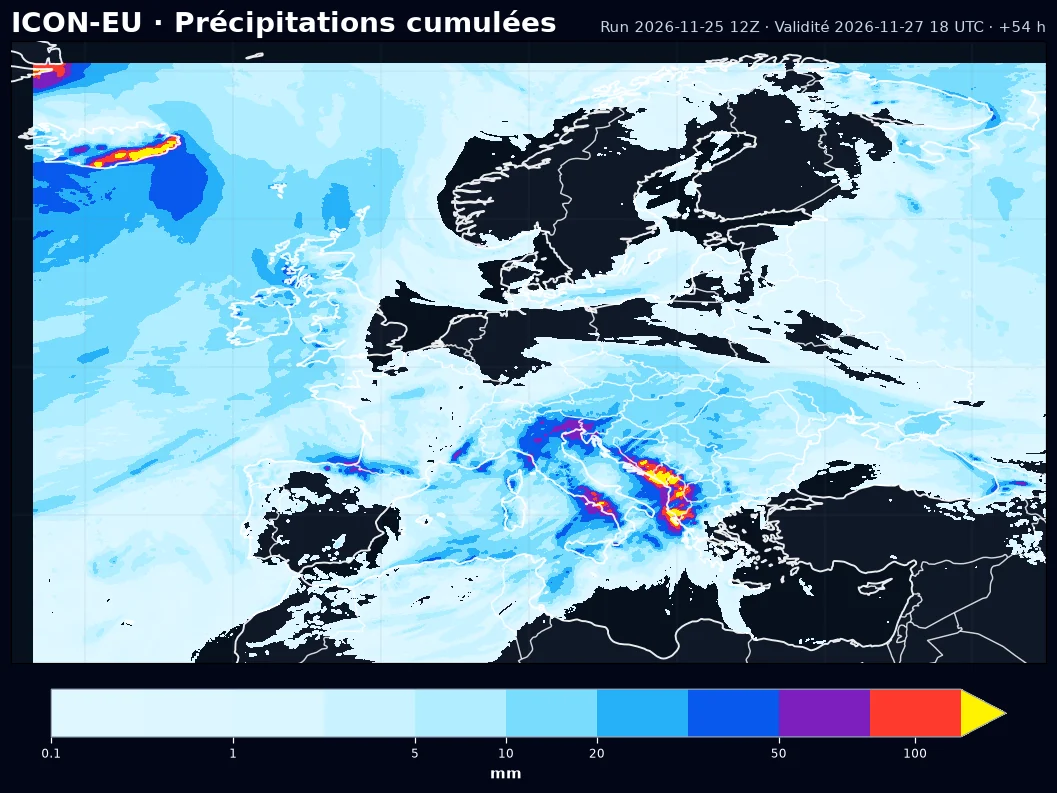 ICON-EU · Précipitations cumulées
Run 2026-11-25 12Z · Validité 2026-11-27 18 UTC · +54 h
0.1 1 5 10 20 50 100
mm